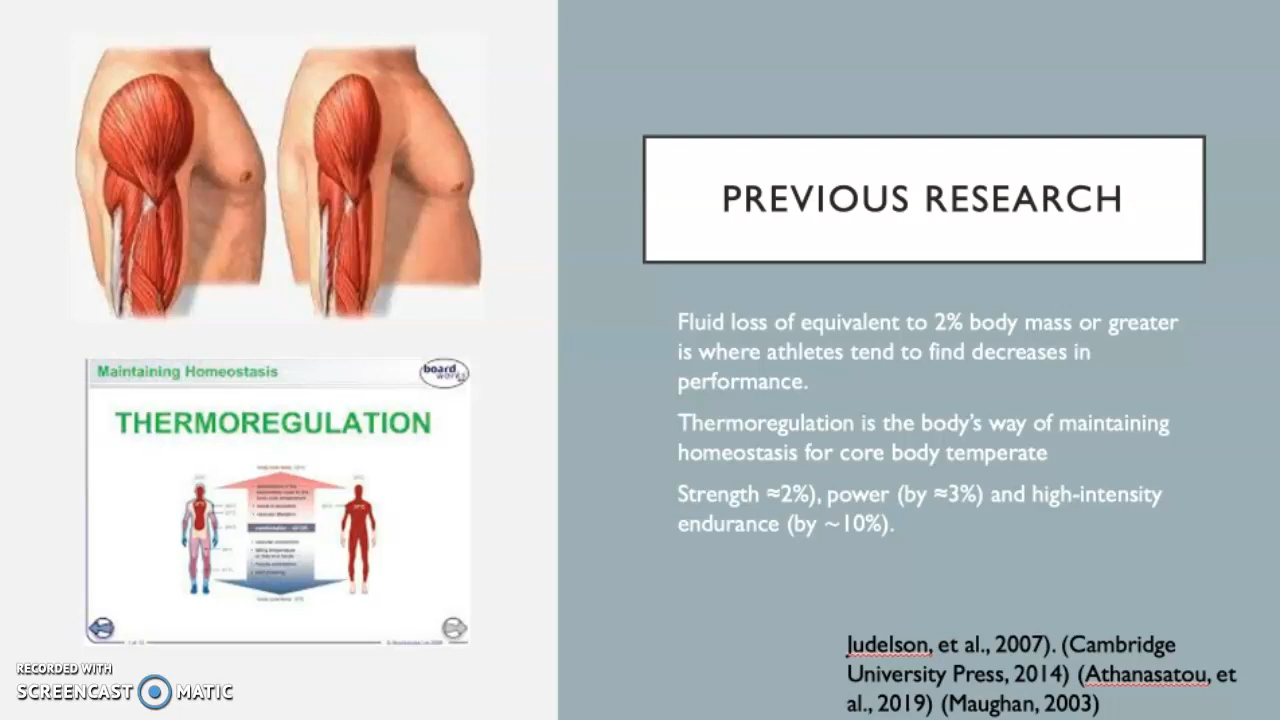 PREVIOUS RESEARCH
Fluid loss of equivalent to 2% body mass or greater
is where athletes tend to find decreases in
performance.
Thermoregulation is the body's way of maintaining
homeostasis for core body temperate
Strength ≈2%), power (by ≈3%) and high-intensity
endurance (by ~10%).
Judelson, et al., 2007). (Cambridge
University Press, 2014) (Athanasatou, et
al., 2019) (Maughan, 2003)
Maintaining Homeostasis
board
works
THERMOREGULATION
RECORDED WITH
SCREENCAST MATIC